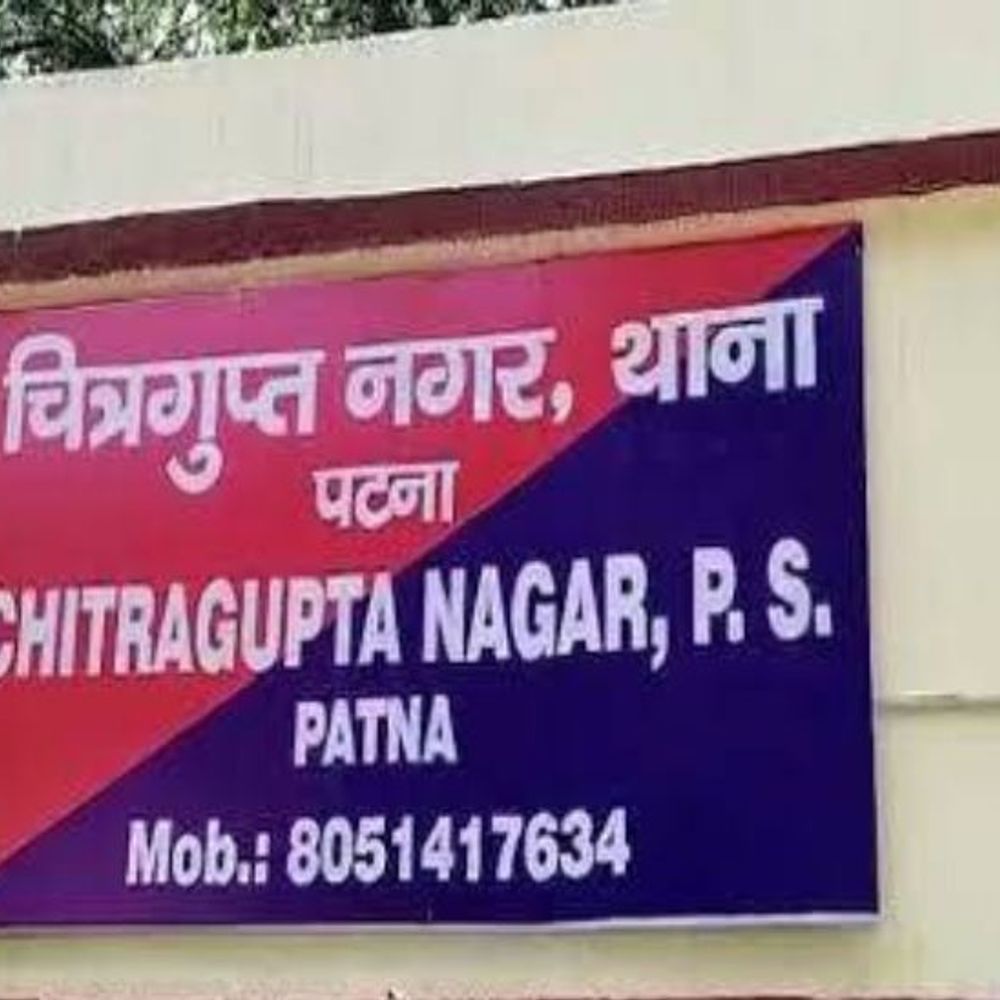 चित्रगुप्त नगर, थाना
पटना
CHITRAGUPTA NAGAR, P. S.
PATNA
Mob.: 8051417634